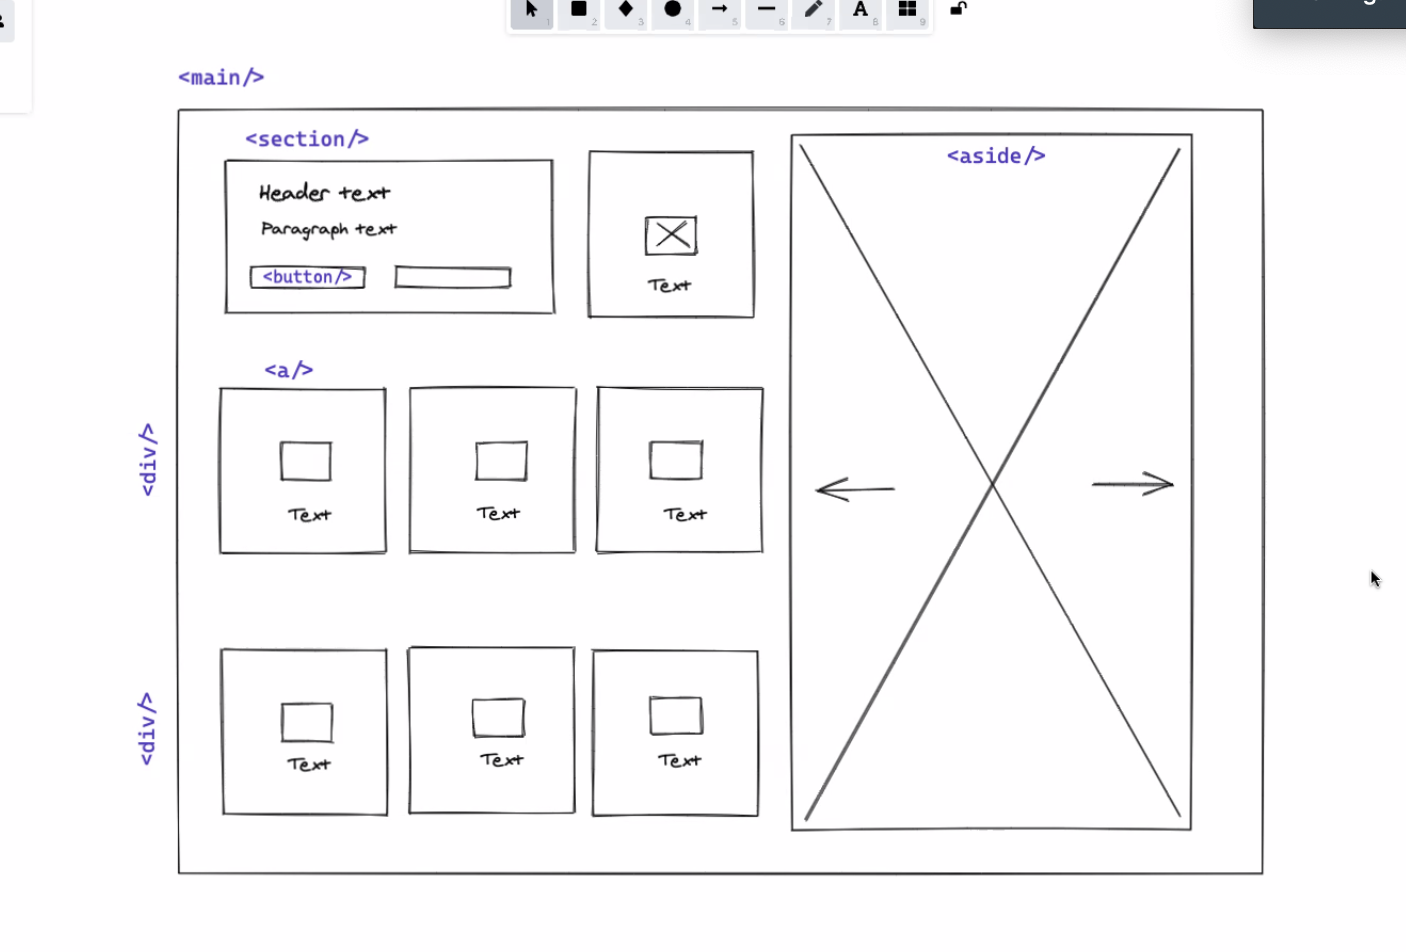 1 2 3 4 5 6 7 A 8 9
<main/>
<section/>
<aside/>
Header text
Paragraph text
<button/>
Text
<a/>
<div/>
Text Text Text
<div/>
Text Text Text